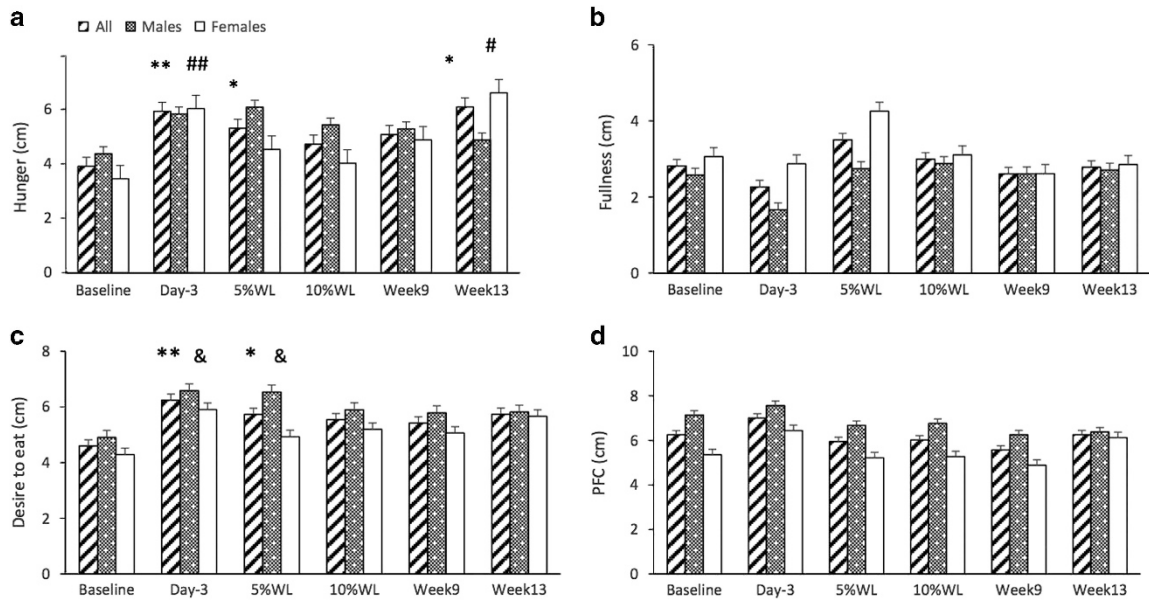 a
All Males Females
** ## * * #
Hunger (cm)
6
4
2
0
Baseline Day-3 5%WL 10%WL Week9 Week13
b
Fullness (cm)
6
4
2
0
Baseline Day-3 5%WL 10%WL Week9 Week13
c
** & * &
Desire to eat (cm)
8
6
4
2
0
Baseline Day-3 5%WL 10%WL Week9 Week13
d
PFC (cm)
10
8
6
4
2
0
Baseline Day-3 5%WL 10%WL Week9 Week13